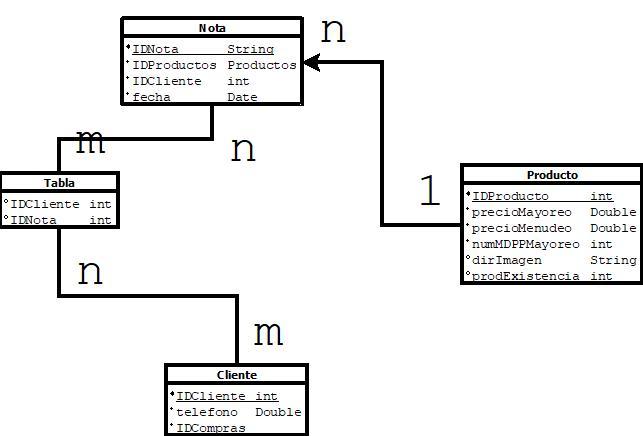 Nota
IDNota String
IDProductos Productos
IDCliente int
fecha Date
n
m
n
1
Tabla
IDCliente int
IDNota int
Producto
IDProducto int
precioMayoreo Double
precioMenudeo Double
numMDPPMayoreo int
dirImagen String
prodExistencia int
n
m
Cliente
IDCliente int
telefono Double
IDCompras